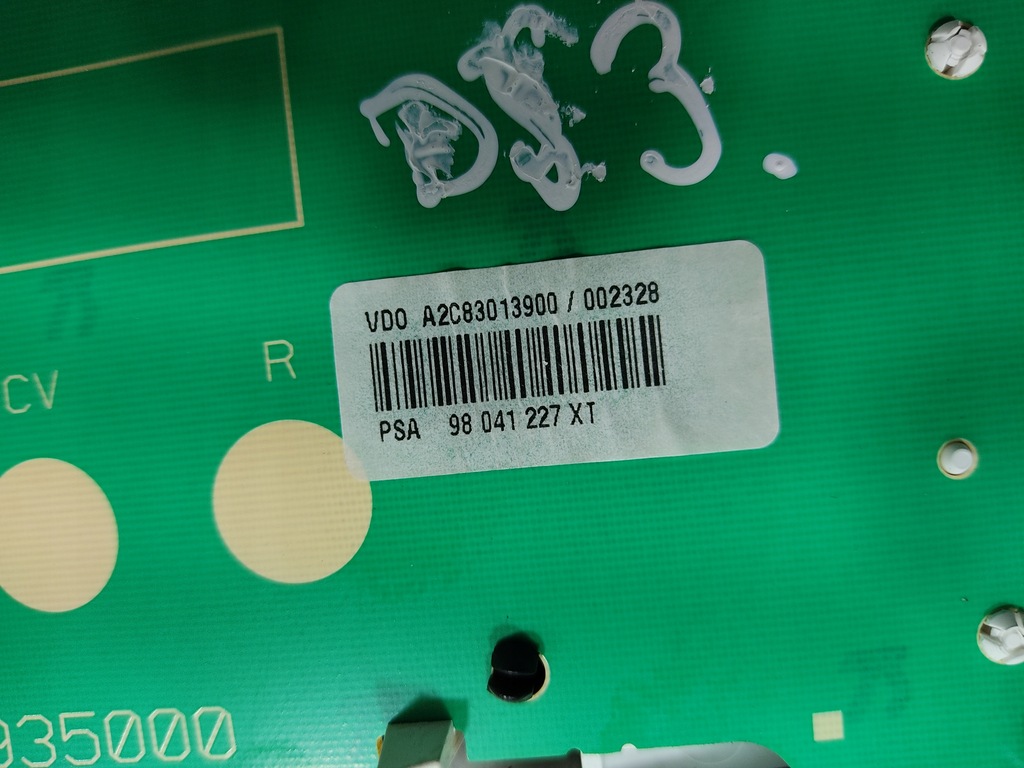 DS3.
VDO A2C83013900 / 002328
PSA 98 041 227 XT
CV
R
935000